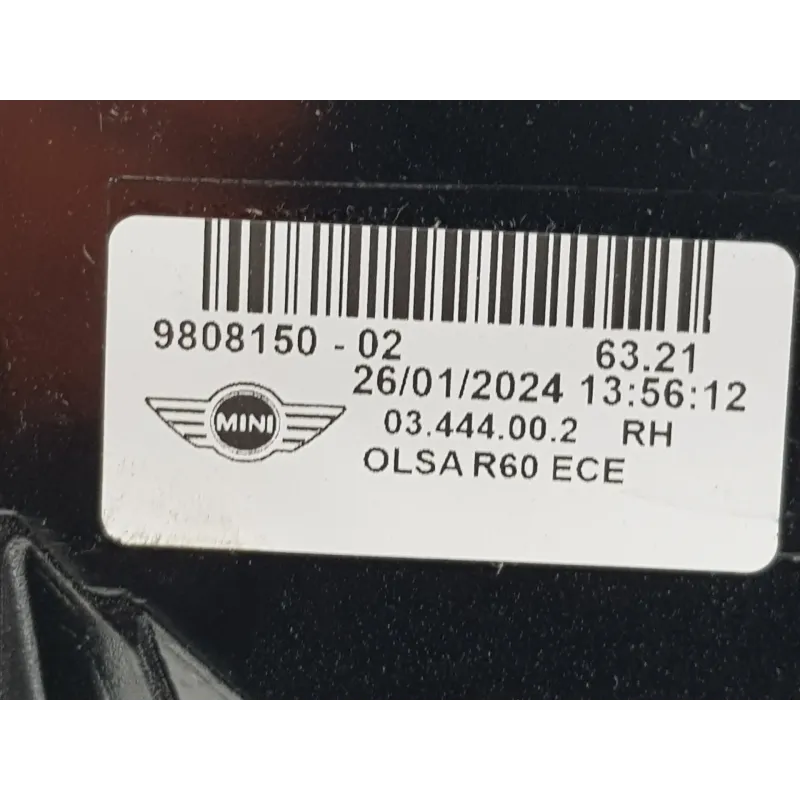 9808150 - 02 63.21
26/01/2024 13:56:12
MINI 03.444.00.2 RH
OLSA R60 ECE